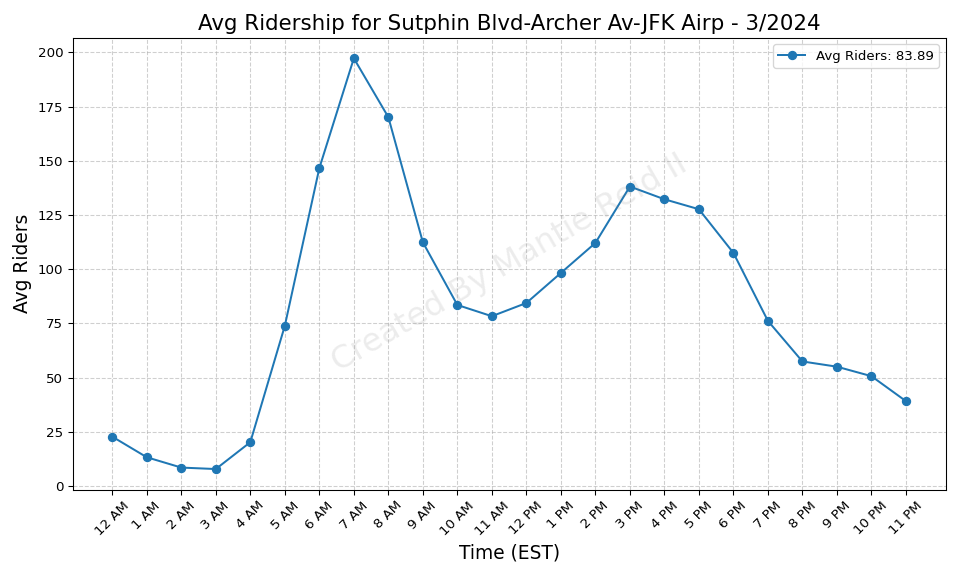 Avg Ridership for Sutphin Blvd-Archer Av-JFK Airp - 3/2024
Avg Riders: 83.89
200
175
150
125
100
75
50
25
0
Avg Riders
Created By Mantle Reid II
12 AM
1 AM
2 AM
3 AM
4 AM
5 AM
6 AM
7 AM
8 AM
9 AM
10 AM
11 AM
12 PM
1 PM
2 PM
3 PM
4 PM
5 PM
6 PM
7 PM
8 PM
9 PM
10 PM
11 PM
Time (EST)